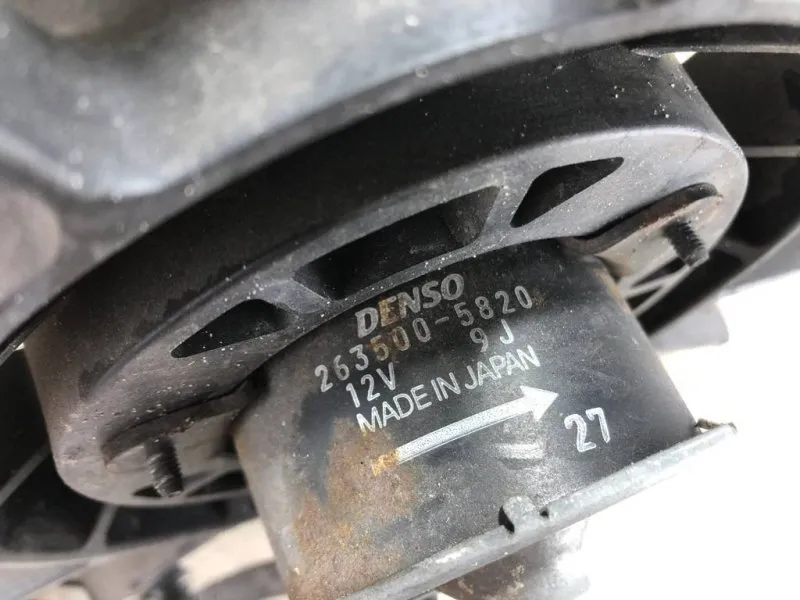 DENSO
263500-5820
12V 9J
MADE IN JAPAN
27